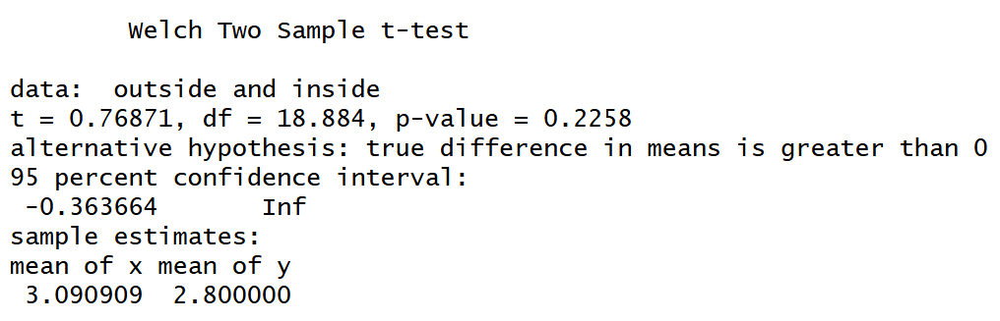 Welch Two Sample t-test
data:  outside and inside
t = 0.76871, df = 18.884, p-value = 0.2258
alternative hypothesis: true difference in means is greater than 0
95 percent confidence interval:
 -0.363664       Inf
sample estimates:
mean of x mean of y
 3.090909  2.800000